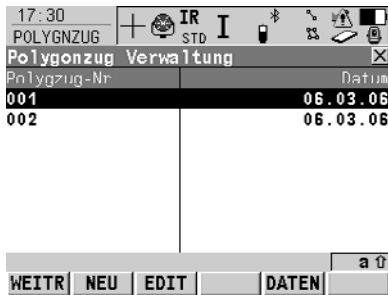 17:30
POLYGNZUG
IR
STD
I
Polygonzug Verwaltung
Polygzug-Nr Datum
001 06.03.06
002 06.03.06
a
WEITR NEU EDIT DATEN